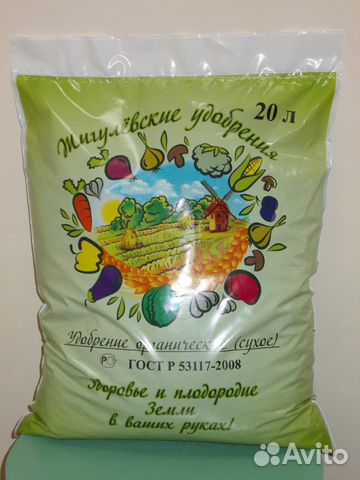 Жигулёвские удобрения
20 л
Удобрение органическое (сухое)
ГОСТ Р 53117-2008
Здоровье и плодородие
Земли
в ваших руках!
Avito